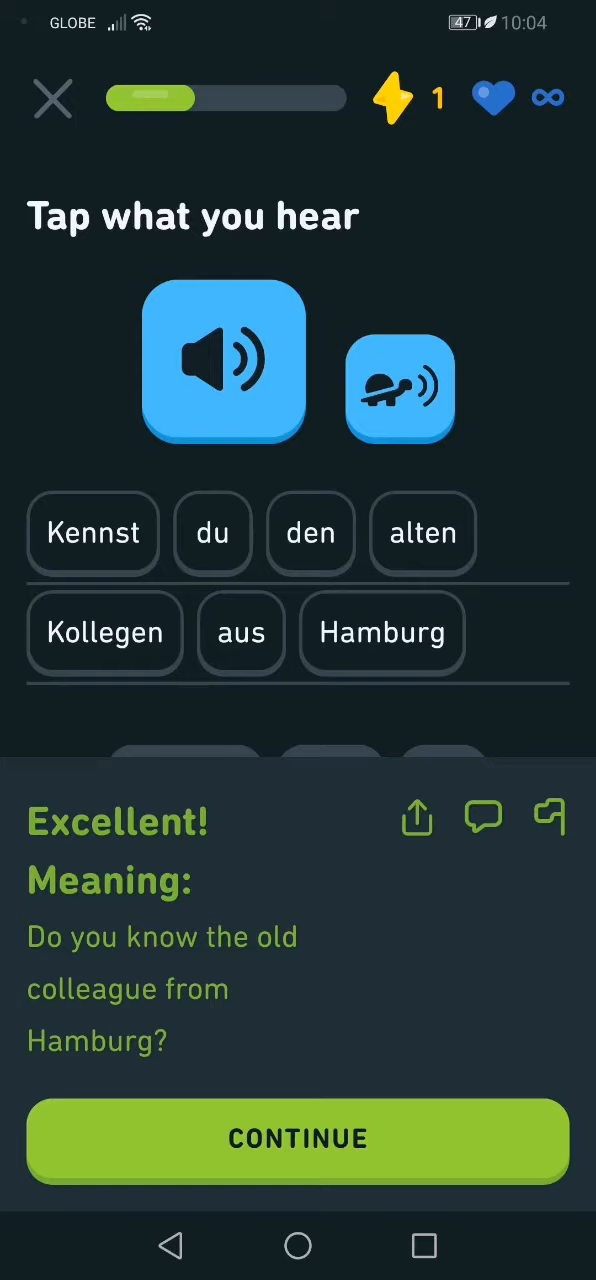 GLOBE 47 10:04
1 ∞
Tap what you hear
Kennst du den alten
Kollegen aus Hamburg
Excellent!
Meaning:
Do you know the old
colleague from
Hamburg?
CONTINUE